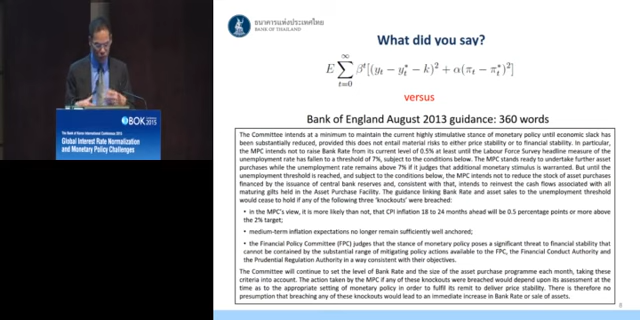 ธนาคารแห่งประเทศไทย
BANK OF THAILAND
What did you say?
E ∑_{t=0}^{∞} β^t[(y_t − y_t^* − k)^2 + α(π_t − π_t^*)^2]
versus
Bank of England August 2013 guidance: 360 words
The Committee intends at a minimum to maintain the current highly stimulative stance of monetary policy until economic slack has
been substantially reduced, provided this does not entail material risks to either price stability or to financial stability. In particular,
the MPC intends not to raise Bank Rate from its current level of 0.5% at least until the Labour Force Survey headline measure of the
unemployment rate has fallen to a threshold of 7%, subject to the conditions below. The MPC stands ready to undertake further asset
purchases while the unemployment rate remains above 7% if it judges that additional monetary stimulus is warranted. But until the
unemployment threshold is reached, and subject to the conditions below, the MPC intends not to reduce the stock of asset purchases
financed by the issuance of central bank reserves and, consistent with that, intends to reinvest the cash flows associated with all
maturing gilts held in the Asset Purchase Facility. The guidance linking Bank Rate and asset sales to the unemployment threshold
would cease to hold if any of the following three 'knockouts' were breached:
• in the MPC's view, it is more likely than not, that CPI inflation 18 to 24 months ahead will be 0.5 percentage points or more above
the 2% target;
• medium-term inflation expectations no longer remain sufficiently well anchored;
• the Financial Policy Committee (FPC) judges that the stance of monetary policy poses a significant threat to financial stability that
cannot be contained by the substantial range of mitigating policy actions available to the FPC, the Financial Conduct Authority and
the Prudential Regulation Authority in a way consistent with their objectives.
The Committee will continue to set the level of Bank Rate and the size of the asset purchase programme each month, taking these
criteria into account. The action taken by the MPC if any of these knockouts were breached would depend upon its assessment at the
time as to the appropriate setting of monetary policy in order to fulfil its remit to deliver price stability. There is therefore no
presumption that breaching any of these knockouts would lead to an immediate increase in Bank Rate or sale of assets.
8
BOK
2015
The Bank of Korea International Conference 2015
Global Interest Rate Normalization
and Monetary Policy Challenges